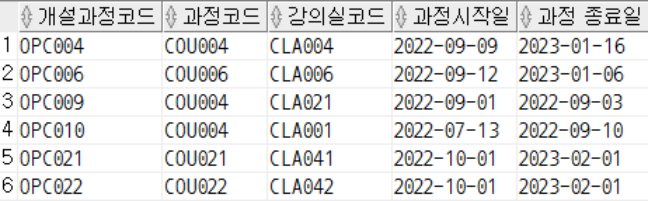 개설과정코드 과정코드 강의실코드 과정시작일 과정 종료일
1 OPC004 COU004 CLA004 2022-09-09 2023-01-16
2 OPC006 COU006 CLA006 2022-09-12 2023-01-06
3 OPC009 COU004 CLA021 2022-09-01 2022-09-03
4 OPC010 COU004 CLA001 2022-07-13 2022-09-10
5 OPC021 COU021 CLA041 2022-10-01 2023-02-01
6 OPC022 COU022 CLA042 2022-10-01 2023-02-01